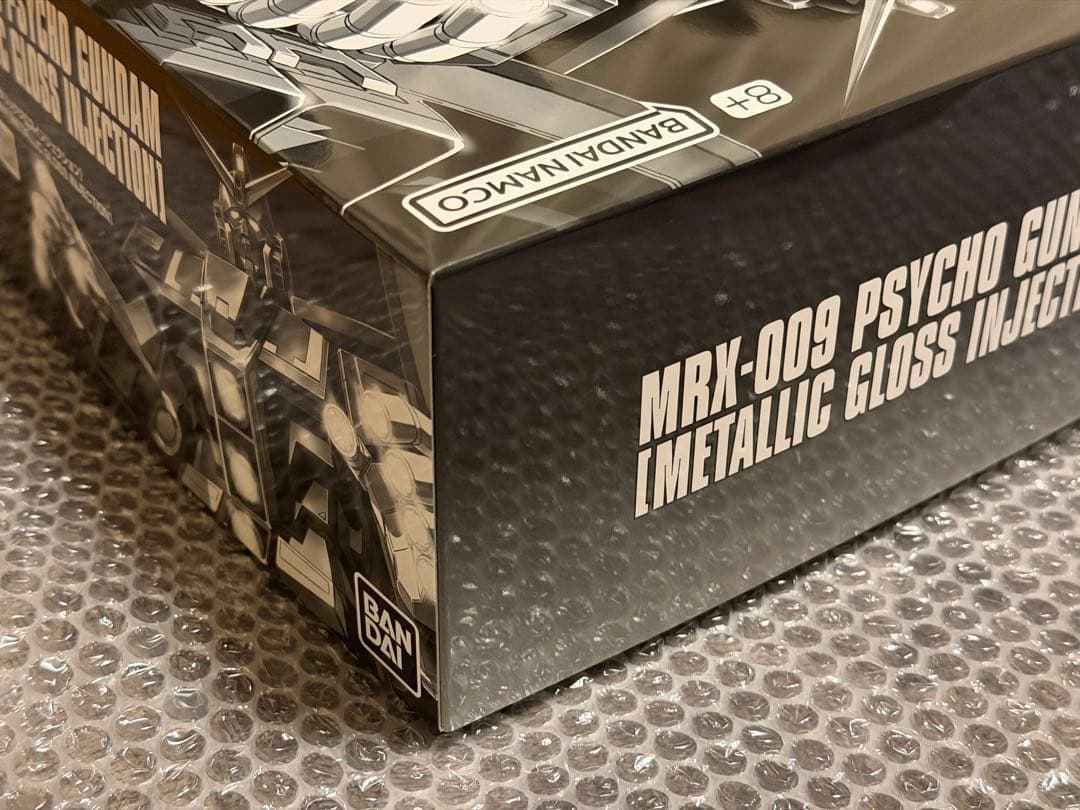 PSYCHO GUNDAM
GLOSS INJECTION]
8+
BANDAI NAMCO
MRX-009 PSYCHO GUN
[METALLIC GLOSS INJECT
BAN
DAI